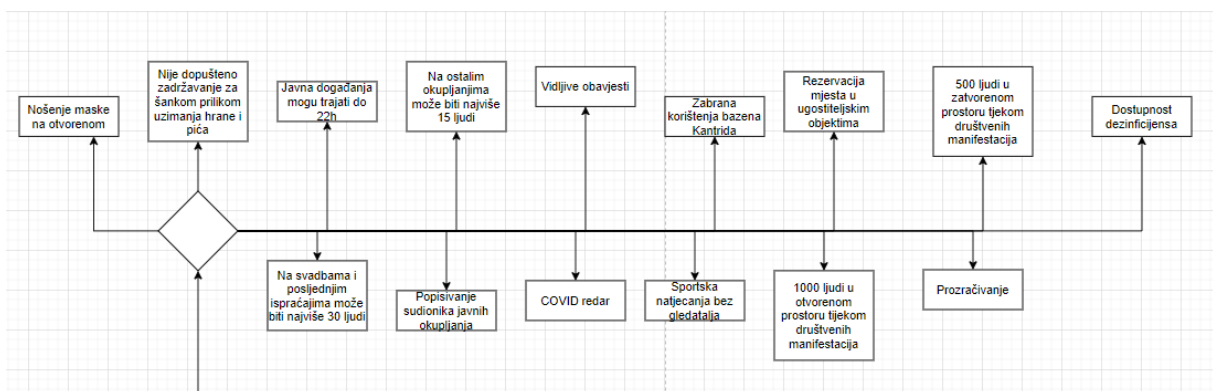 Nošenje maske
na otvorenom
Nije dopušteno
zadržavanje za
šankom prilikom
uzimanja hrane i
pića
Javna događanja
mogu trajati do
22h
Na ostalim
okupljanjima
može biti najviše
15 ljudi
Vidljive obavjesti
Zabrana
korištenja bazena
Kantrida
Rezervacija
mjesta u
ugostiteljskim
objektima
500 ljudi u
zatvorenom
prostoru tjekom
društvenih
manifestacija
Dostupnost
dezinficijensa
Na svadbama i
posljednjim
ispraćajima može
biti najviše 30 ljudi
Popisivanje
sudionika javnih
okupljanja
COVID redar
Sportska
natjecanja bez
gledatalja
1000 ljudi u
otvorenom
prostoru tijekom
društvenih
manifestacija
Prozračivanje